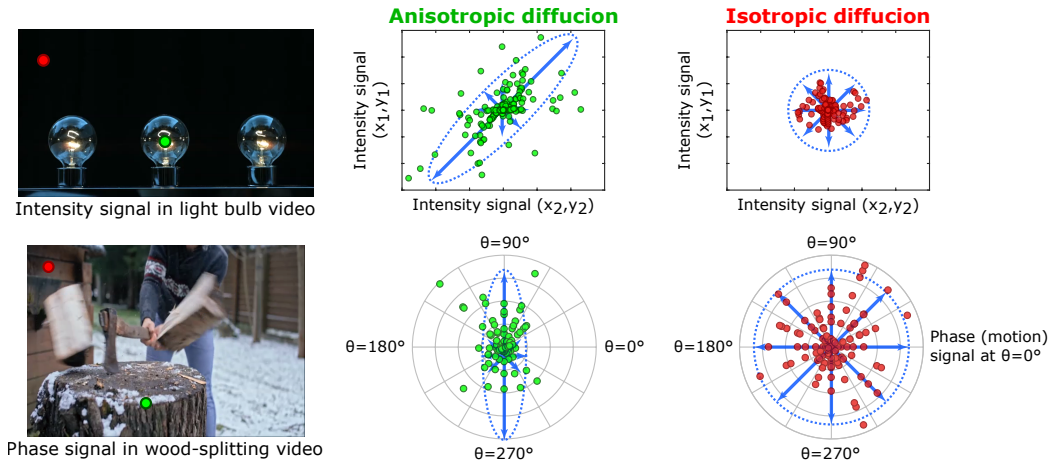 Anisotropic diffucion
Isotropic diffucion
Intensity signal
(x1,y1)
Intensity signal (x2,y2)
Intensity signal
(x1,y1)
Intensity signal (x2,y2)
Intensity signal in light bulb video
θ=90°
θ=180°
θ=0°
θ=270°
θ=90°
θ=180°
Phase (motion)
signal at θ=0°
θ=270°
Phase signal in wood-splitting video